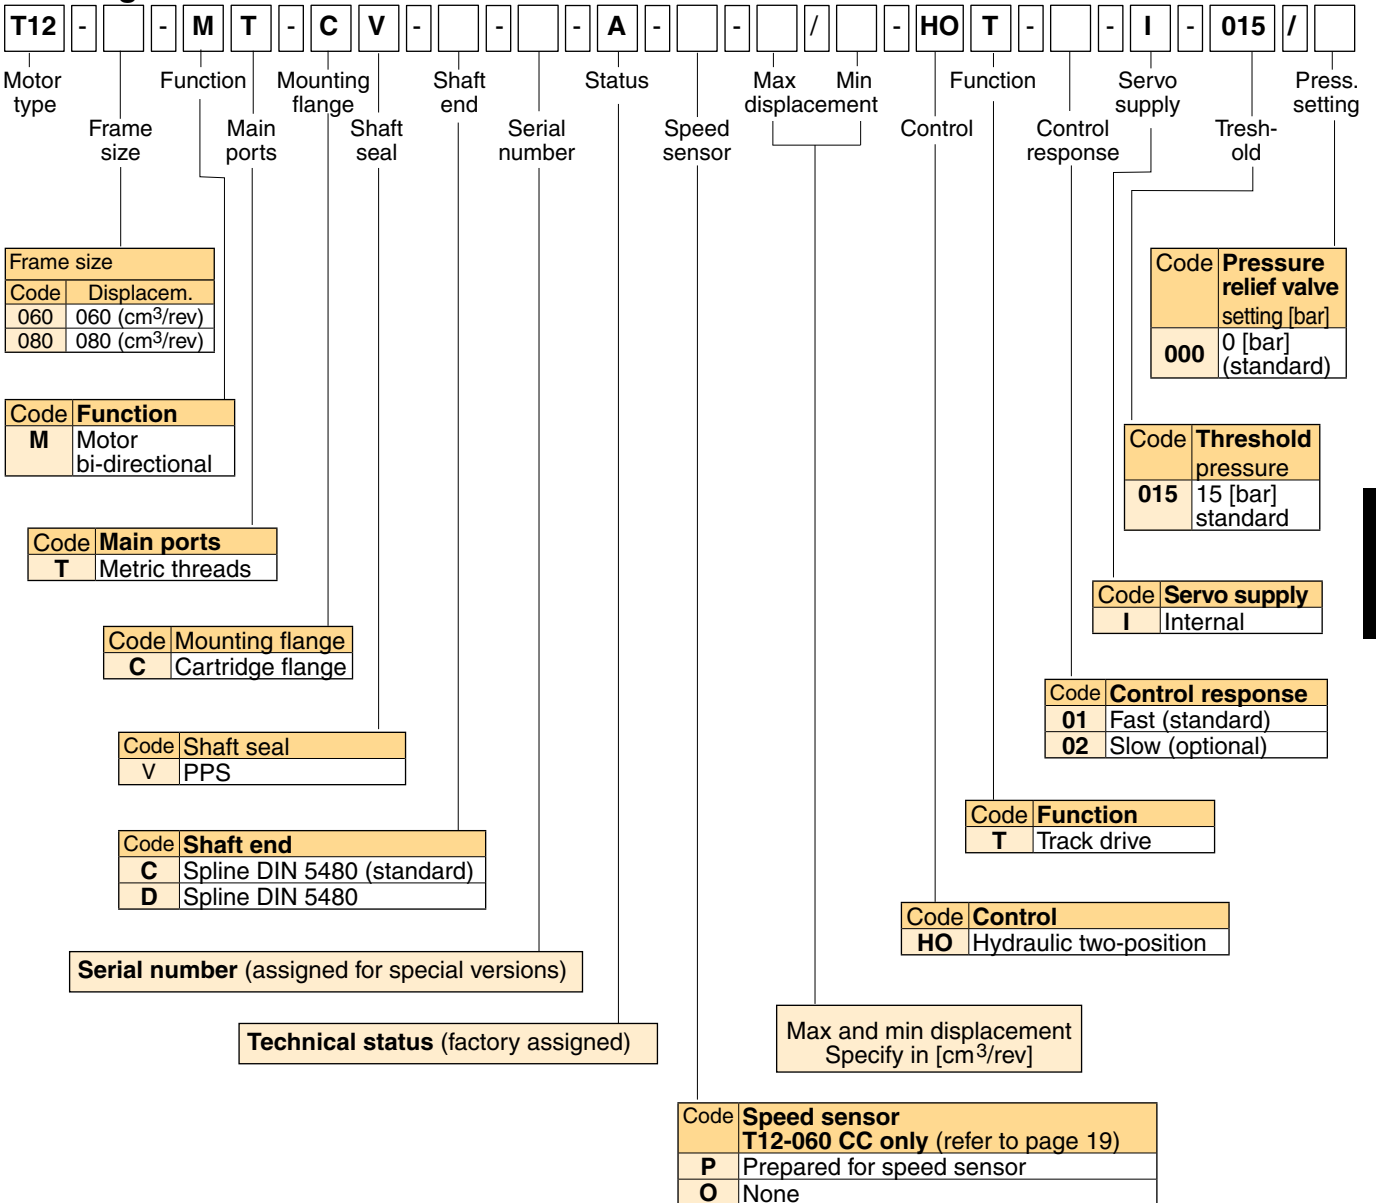 T12 - - M T - C V - - - A - - / - HO T - - I - 015 /
Motor type
Frame size
Function
Main ports
Mounting flange
Shaft seal
Shaft end
Serial number
Status
Speed sensor
Max Min
displacement
Control
Function
Control response
Servo supply
Tresh-
old
Press. setting
Frame size
Code Displacem.
060 060 (cm³/rev)
080 080 (cm³/rev)
Code Pressure
relief valve
setting [bar]
000 0 [bar]
(standard)
Code Function
M Motor
bi-directional
Code Threshold
pressure
015 15 [bar]
standard
Code Main ports
T Metric threads
Code Servo supply
I Internal
Code Mounting flange
C Cartridge flange
Code Control response
01 Fast (standard)
02 Slow (optional)
Code Shaft seal
V PPS
Code Function
T Track drive
Code Shaft end
C Spline DIN 5480 (standard)
D Spline DIN 5480
Code Control
HO Hydraulic two-position
Serial number (assigned for special versions)
Technical status (factory assigned)
Max and min displacement
Specify in [cm³/rev]
Code Speed sensor
T12-060 CC only (refer to page 19)
P Prepared for speed sensor
O None